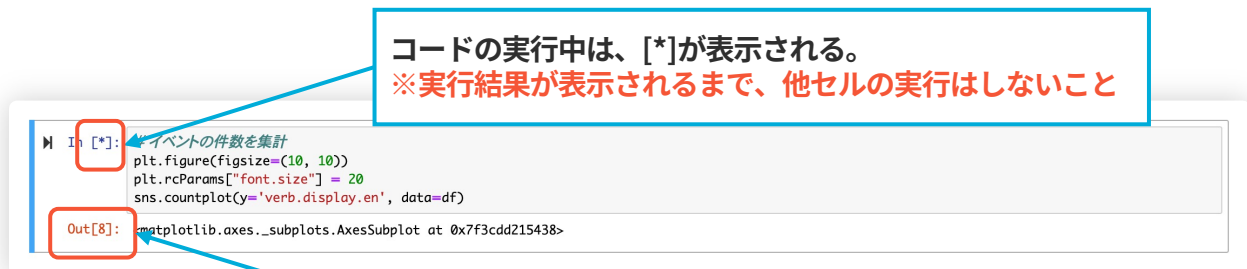 コードの実行中は、[*]が表示される。
※実行結果が表示されるまで、他セルの実行はしないこと
In [*]: #イベントの件数を集計
plt.figure(figsize=(10, 10))
plt.rcParams["font.size"] = 20
sns.countplot(y='verb.display.en', data=df)
Out[8]: <matplotlib.axes._subplots.AxesSubplot at 0x7f3cdd215438>